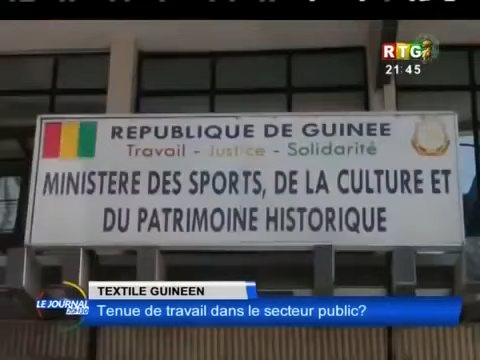 RTG
21:45
REPUBLIQUE DE GUINEE
Travail - Justice - Solidarité
MINISTERE DES SPORTS, DE LA CULTURE ET
DU PATRIMOINE HISTORIQUE
TEXTILE GUINEEN
LE JOURNAL
20H30
Tenue de travail dans le secteur public?